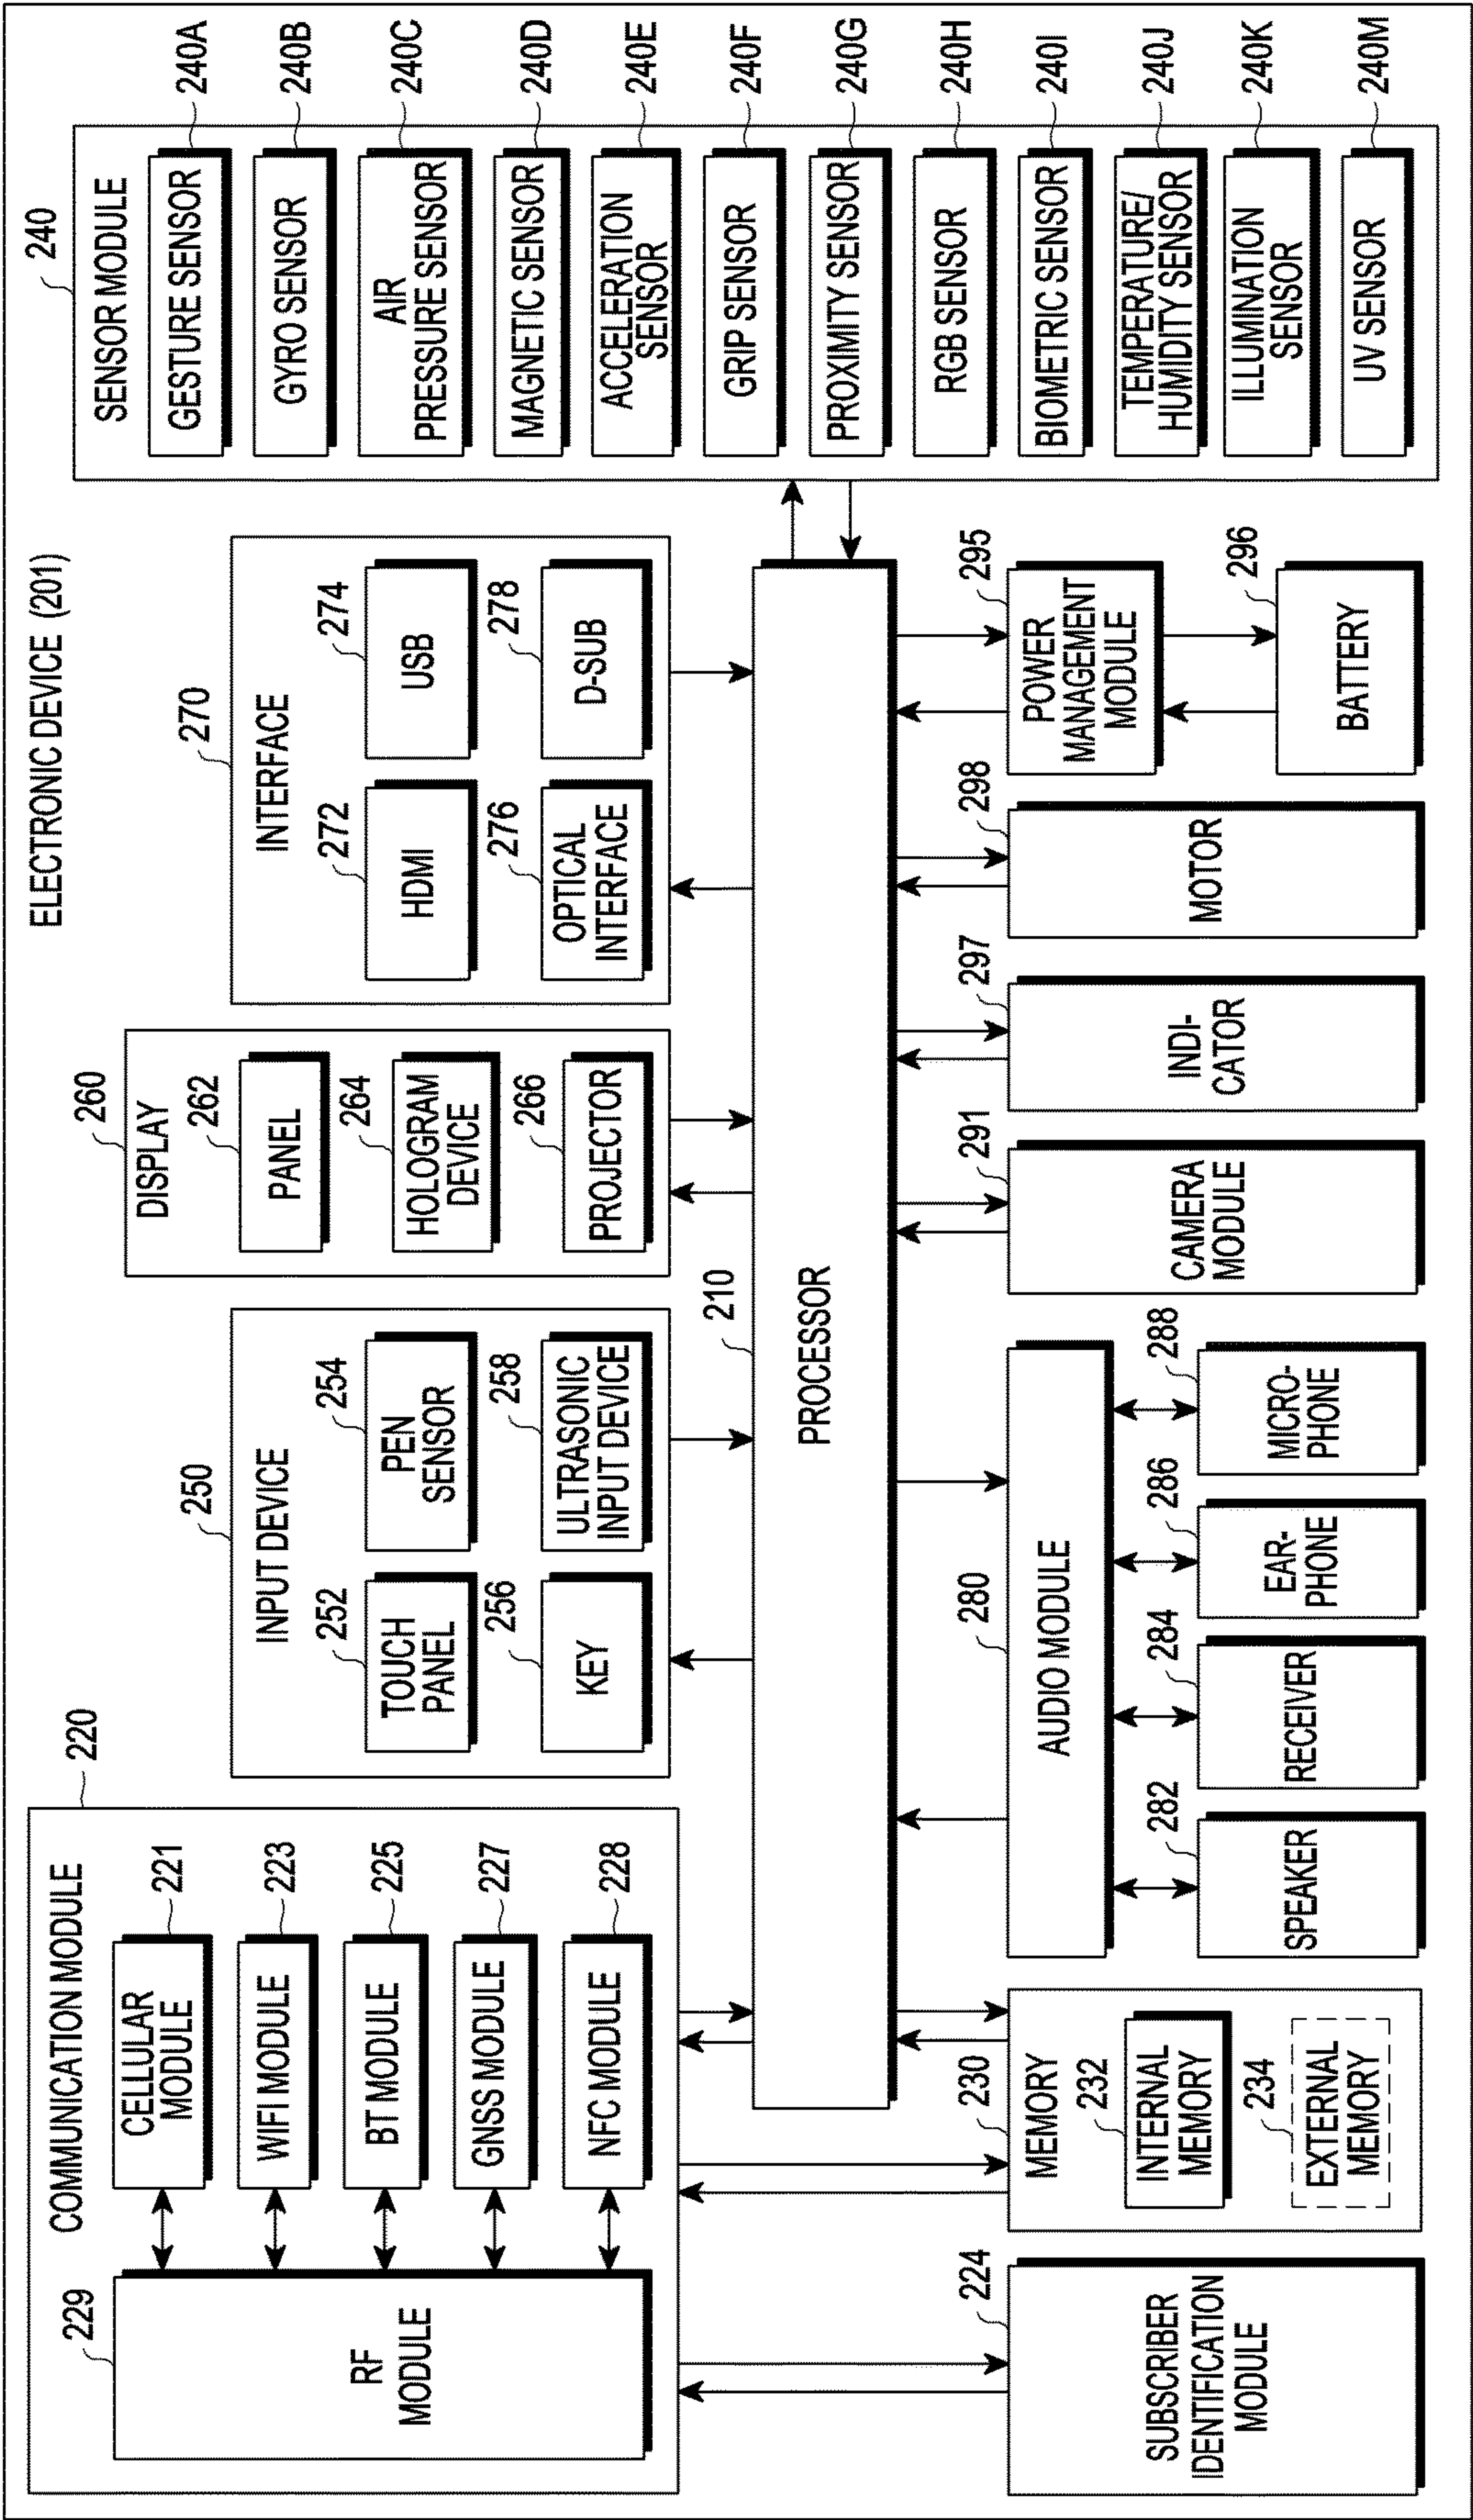 ELECTRONIC DEVICE (201)
220
COMMUNICATION MODULE
229
RF
MODULE
CELLULAR
MODULE
221
WIFI MODULE
223
BT MODULE
225
GNSS MODULE
227
NFC MODULE
228
250
INPUT DEVICE
252
TOUCH
PANEL
254
PEN
SENSOR
256
KEY
258
ULTRASONIC
INPUT DEVICE
260
DISPLAY
262
PANEL
264
HOLOGRAM
DEVICE
266
PROJECTOR
270
INTERFACE
272
HDMI
274
USB
276
OPTICAL
INTERFACE
278
D-SUB
240
SENSOR MODULE
GESTURE SENSOR
240A
GYRO SENSOR
240B
AIR
PRESSURE SENSOR
240C
MAGNETIC SENSOR
240D
ACCELERATION
SENSOR
240E
GRIP SENSOR
240F
PROXIMITY SENSOR
240G
RGB SENSOR
240H
BIOMETRIC SENSOR
240I
TEMPERATURE/
HUMIDITY SENSOR
240J
ILLUMINATION
SENSOR
240K
UV SENSOR
240M
210
PROCESSOR
224
SUBSCRIBER
IDENTIFICATION
MODULE
230
MEMORY
232
INTERNAL
MEMORY
234
EXTERNAL
MEMORY
280
AUDIO MODULE
282
SPEAKER
284
RECEIVER
286
EAR-
PHONE
288
MICRO-
PHONE
291
CAMERA
MODULE
297
INDI-
CATOR
298
MOTOR
295
POWER
MANAGEMENT
MODULE
296
BATTERY